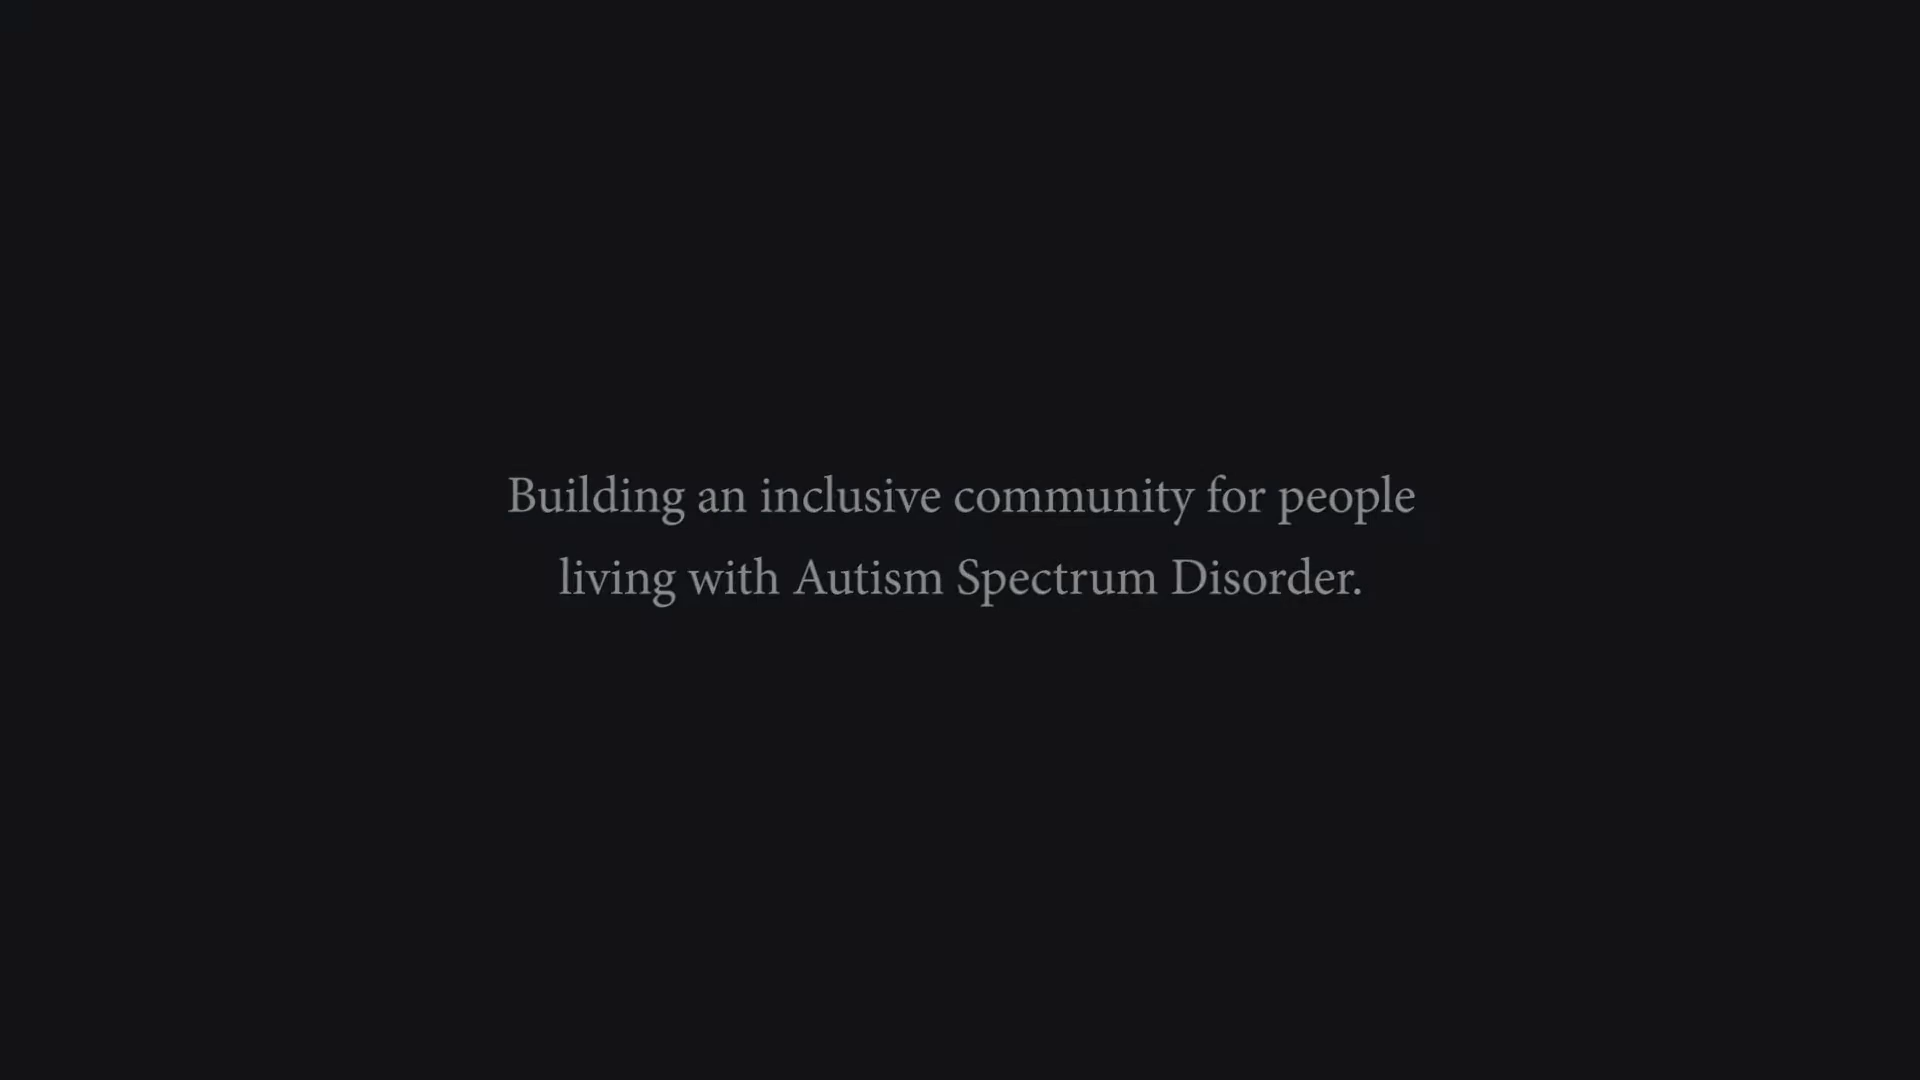 Building an inclusive community for people
living with Autism Spectrum Disorder.